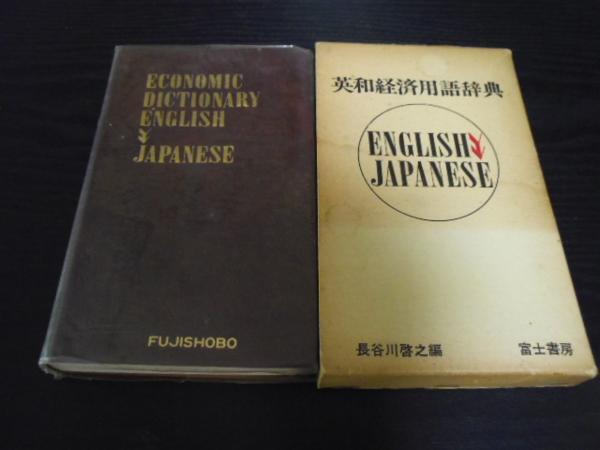 ECONOMIC
DICTIONARY
ENGLISH
JAPANESE
FUJISHOBO
英和経済用語辞典
ENGLISH
JAPANESE
長谷川啓之編
富士書房